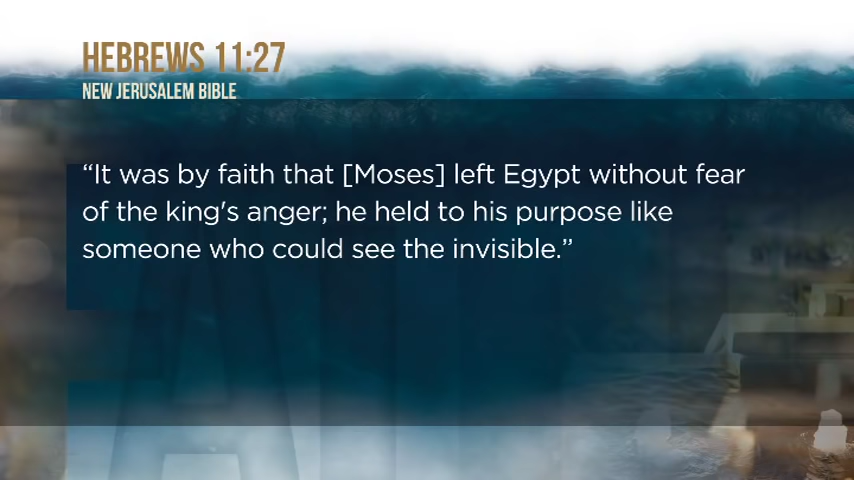 HEBREWS 11:27
NEW JERUSALEM BIBLE
“It was by faith that [Moses] left Egypt without fear
of the king's anger; he held to his purpose like
someone who could see the invisible.”